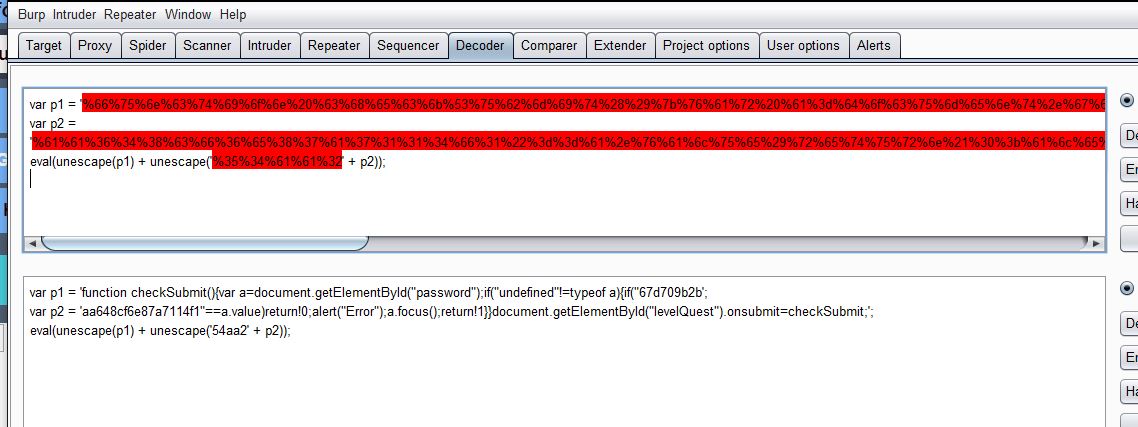 Burp Intruder Repeater Window Help
Target Proxy Spider Scanner Intruder Repeater Sequencer Decoder Comparer Extender Project options User options Alerts
var p1 = '%66%75%6e%63%74%69%6f%6e%20%63%68%65%63%6b%53%75%62%6d%69%74%28%29%7b%76%61%72%20%61%3d%64%6f%63%75%6d%65%6e%74%2e%67%6
var p2 =
'%61%61%36%34%38%63%66%36%65%38%37%61%37%31%31%34%66%31%22%3d%3d%61%2e%76%61%6c%75%65%29%72%65%74%75%72%6e%21%30%3b%61%6c%65%
eval(unescape(p1) + unescape('%35%34%61%61%32' + p2));
var p1 = 'function checkSubmit(){var a=document.getElementById("password");if("undefined"!=typeof a){if("67d709b2b';
var p2 = 'aa648cf6e87a7114f1"==a.value)return!0;alert("Error");a.focus();return!1}}document.getElementById("levelQuest").onsubmit=checkSubmit;';
eval(unescape(p1) + unescape('54aa2' + p2));